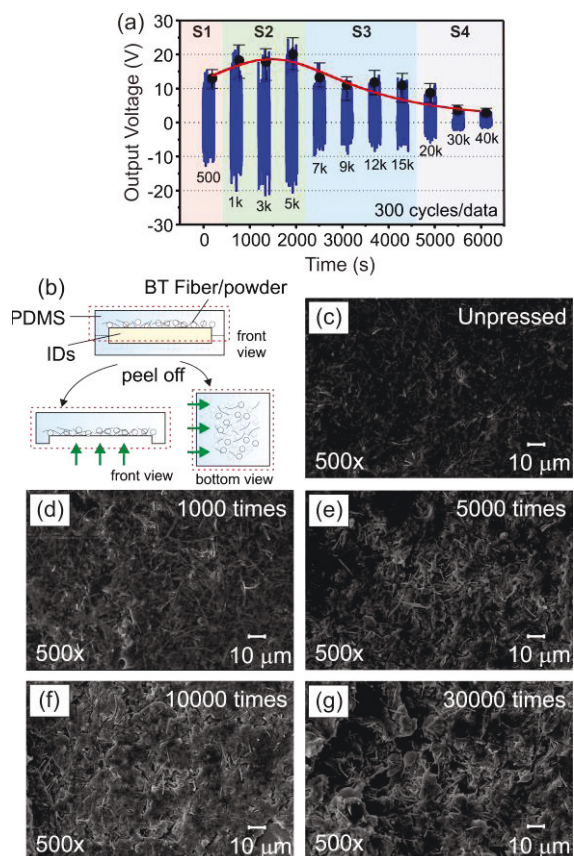 (a)
S1 S2 S3 S4
Output Voltage (V)
30
20
10
0
-10
-20
-30
500
1k
3k
5k
7k
9k
12k
15k
20k
30k
40k
300 cycles/data
0 1000 2000 3000 4000 5000 6000
Time (s)
(b)
BT Fiber/powder
PDMS
IDs
front
view
peel off
front view
bottom view
(c)
Unpressed
500x
10 μm
(d)
1000 times
500x
10 μm
(e)
5000 times
500x
10 μm
(f)
10000 times
500x
10 μm
(g)
30000 times
500x
10 μm